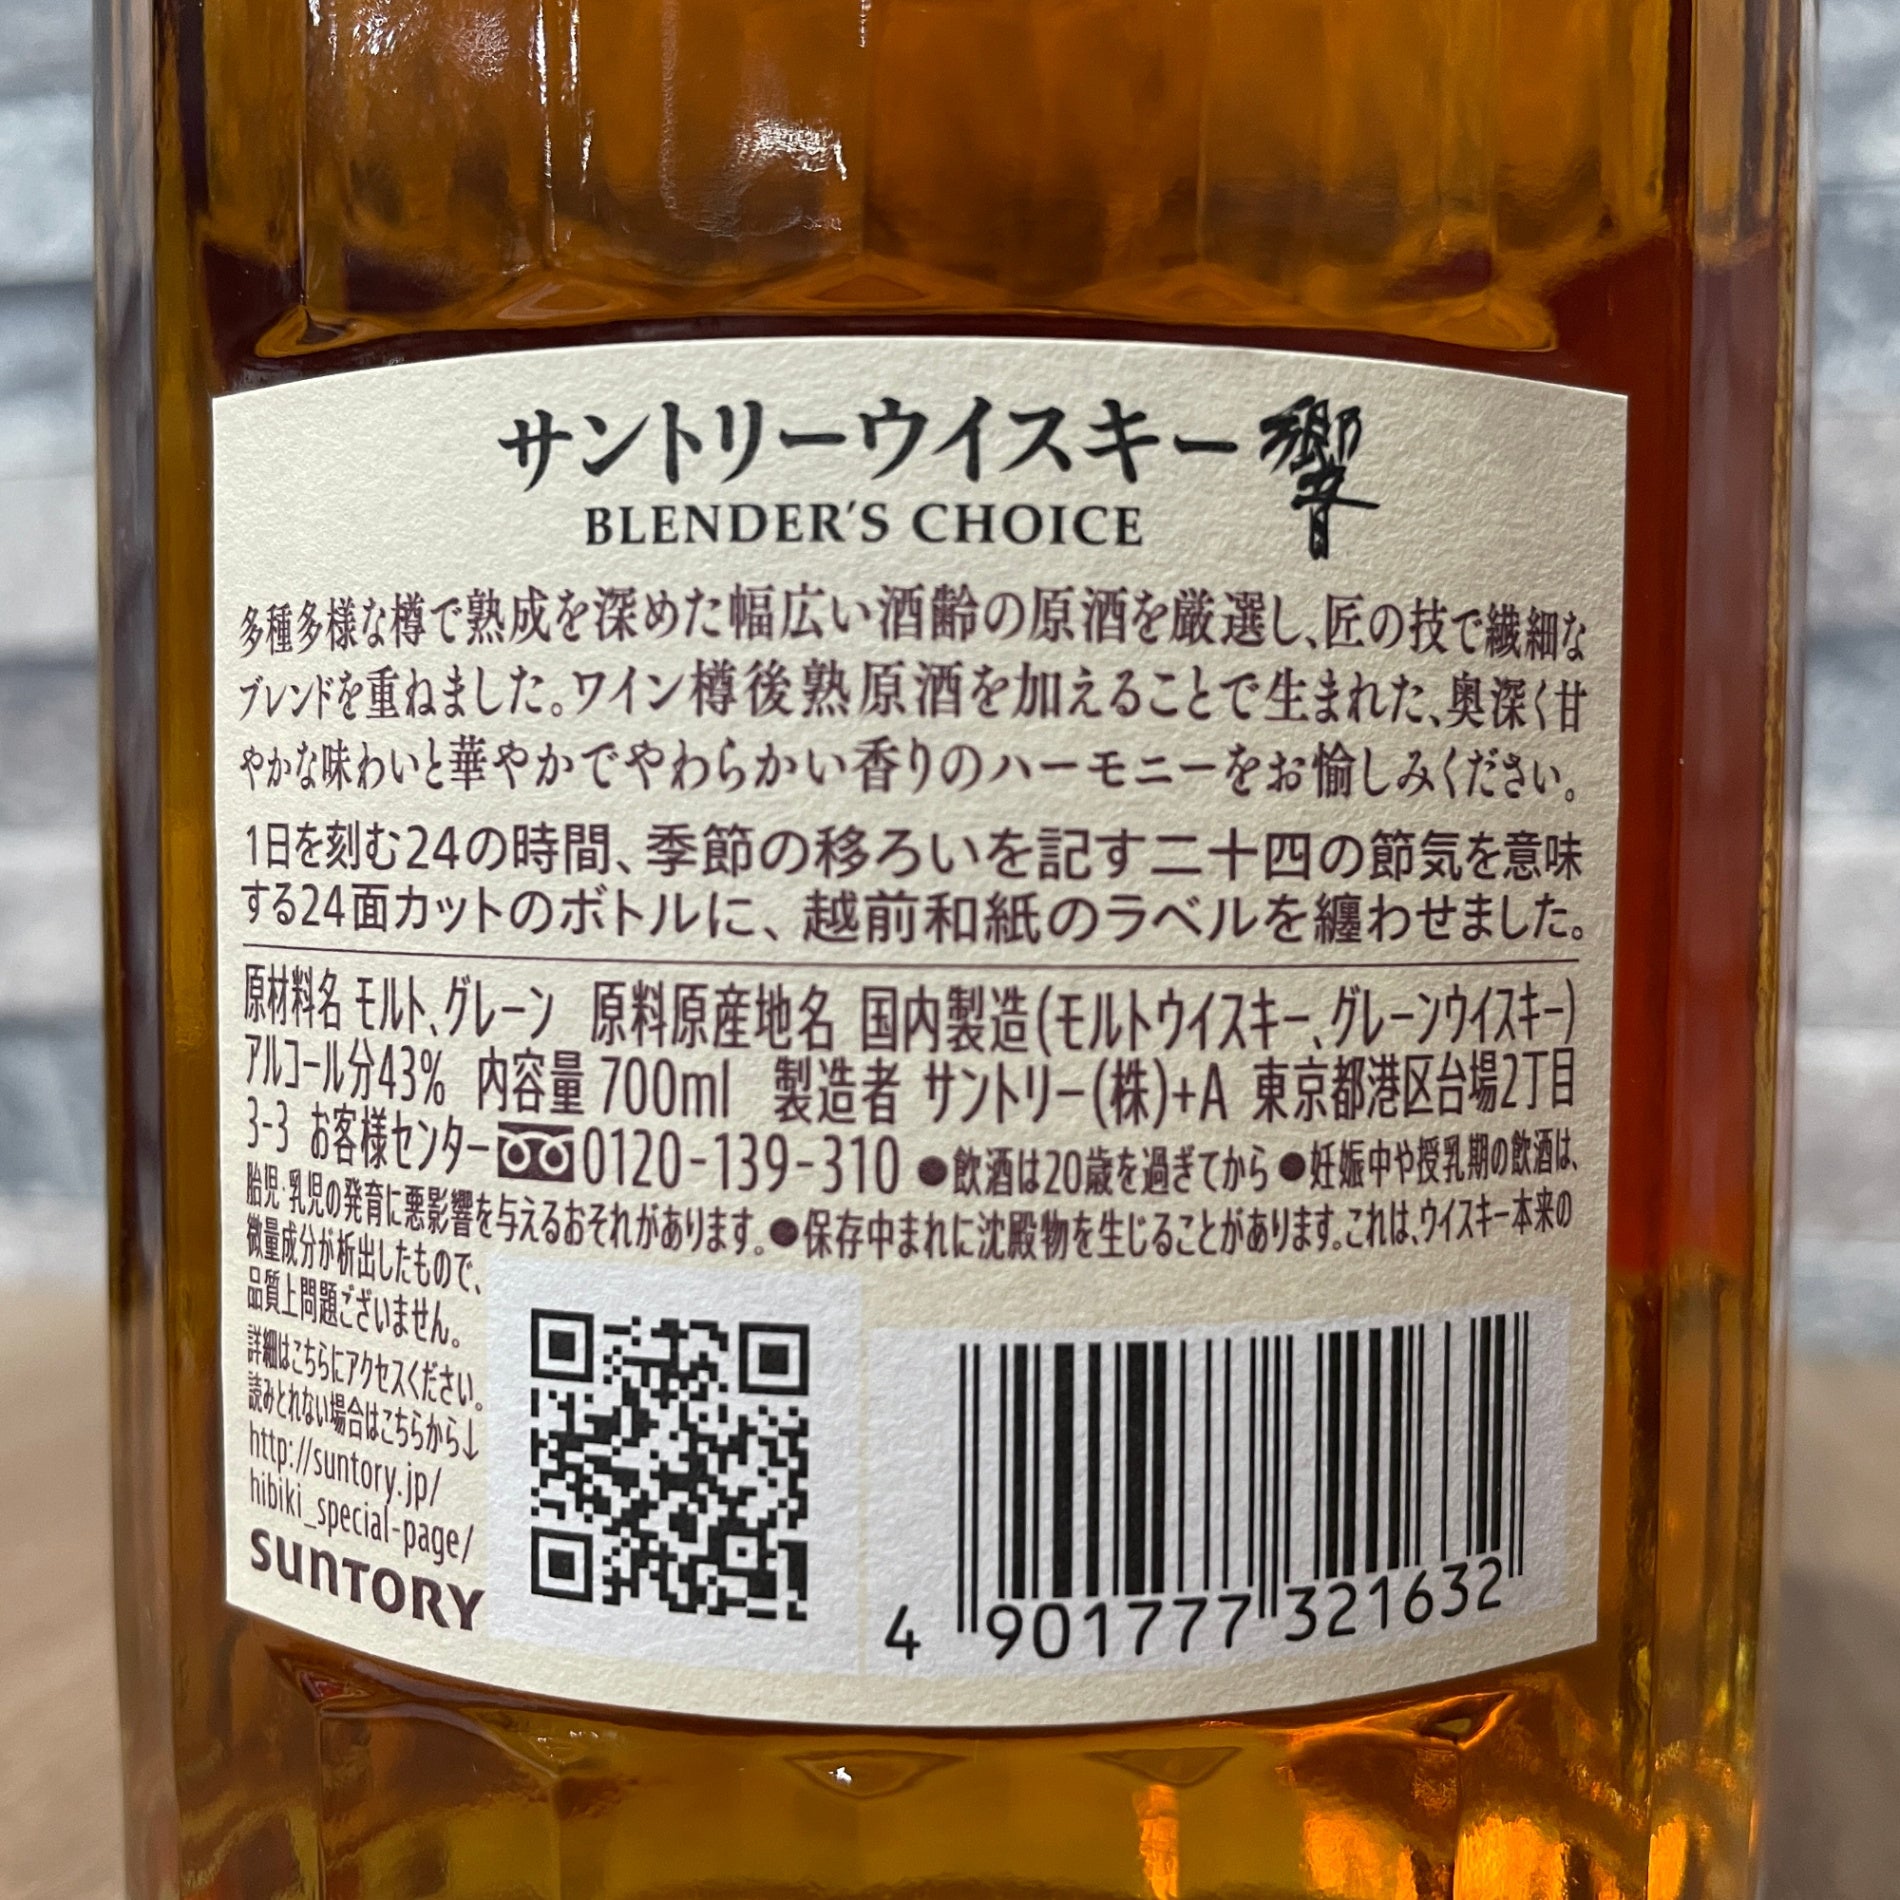 サントリーウイスキー 響
BLENDER'S CHOICE
多種多様な樽で熟成を深めた幅広い酒齢の原酒を厳選し、匠の技で繊細な
ブレンドを重ねました。ワイン樽後熟原酒を加えることで生まれた、奥深く甘
やかな味わいと華やかでやわらかい香りのハーモニーをお愉しみください。
1日を刻む24の時間、季節の移ろいを記す二十四の節気を意味
する24面カットのボトルに、越前和紙のラベルを纏わせました。
原材料名 モルト、グレーン 原料原産地名 国内製造(モルトウイスキー、グレーンウイスキー)
アルコール分43% 内容量 700ml 製造者 サントリー(株)+A 東京都港区台場2丁目
3-3 お客様センター 0120-139-310 ●飲酒は20歳を過ぎてから ●妊娠中や授乳期の飲酒は、
胎児・乳児の発育に悪影響を与えるおそれがあります。●保存中まれに沈殿物を生じることがあります。これは、ウイスキー本来の
微量成分が析出したもので、
品質上問題ございません。
詳細はこちらにアクセスください。
読みとれない場合はこちらから↓
http://suntory.jp/
hibiki_special-page/
SUNTORY
4 901777 321632